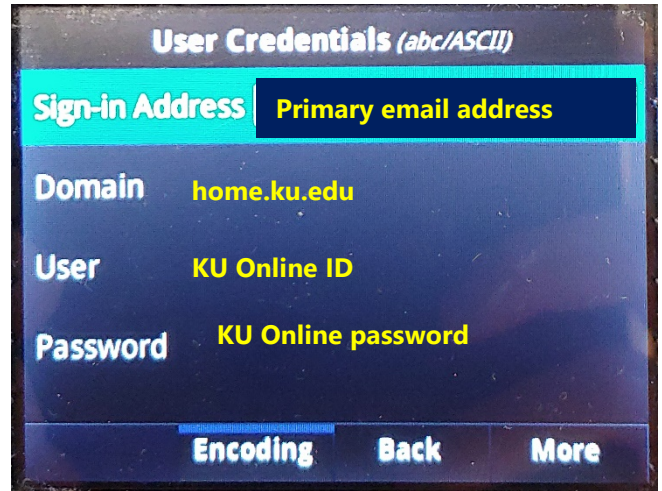 User Credentials (abc/ASCII)
Sign-in Address Primary email address
Domain home.ku.edu
User KU Online ID
Password KU Online password
Encoding Back More